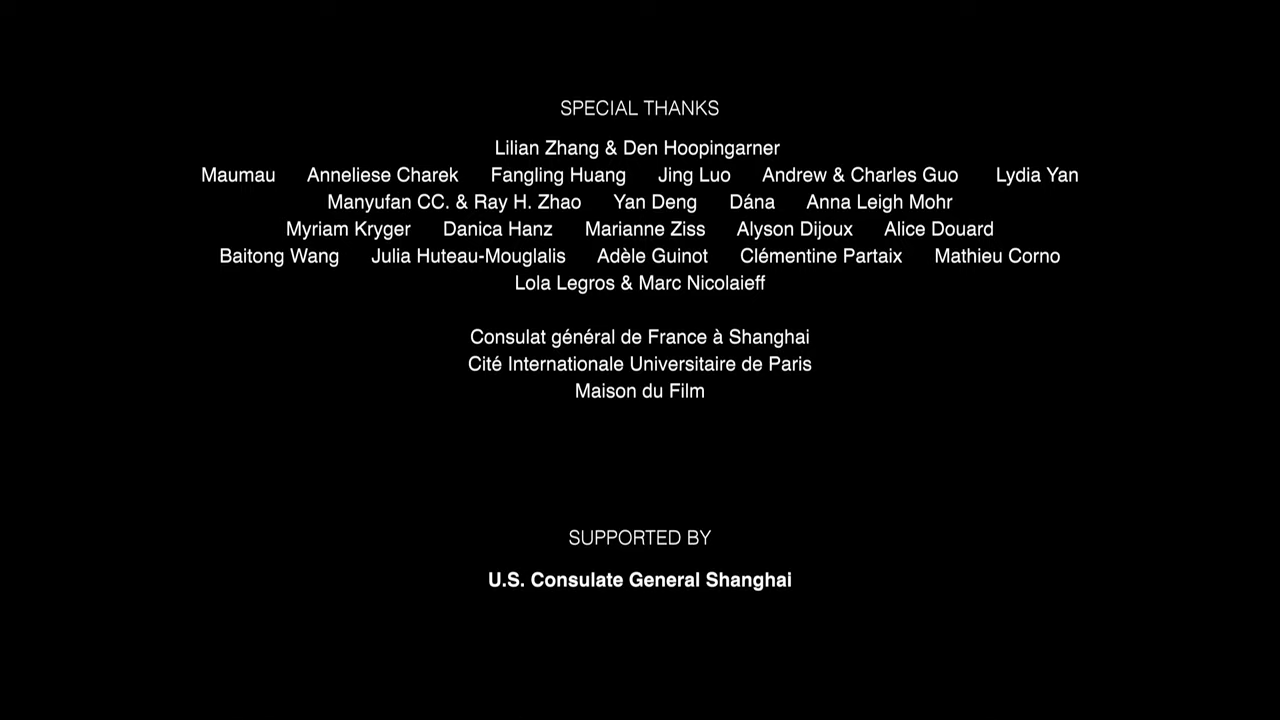 SPECIAL THANKS
Lilian Zhang & Den Hoopingarner
Maumau Anneliese Charek Fangling Huang Jing Luo Andrew & Charles Guo Lydia Yan
Manyufan CC. & Ray H. Zhao Yan Deng Dána Anna Leigh Mohr
Myriam Kryger Danica Hanz Marianne Ziss Alyson Dijoux Alice Douard
Baitong Wang Julia Huteau-Mouglalis Adèle Guinot Clémentine Partaix Mathieu Corno
Lola Legros & Marc Nicolaieff
Consulat général de France à Shanghai
Cité Internationale Universitaire de Paris
Maison du Film
SUPPORTED BY
U.S. Consulate General Shanghai